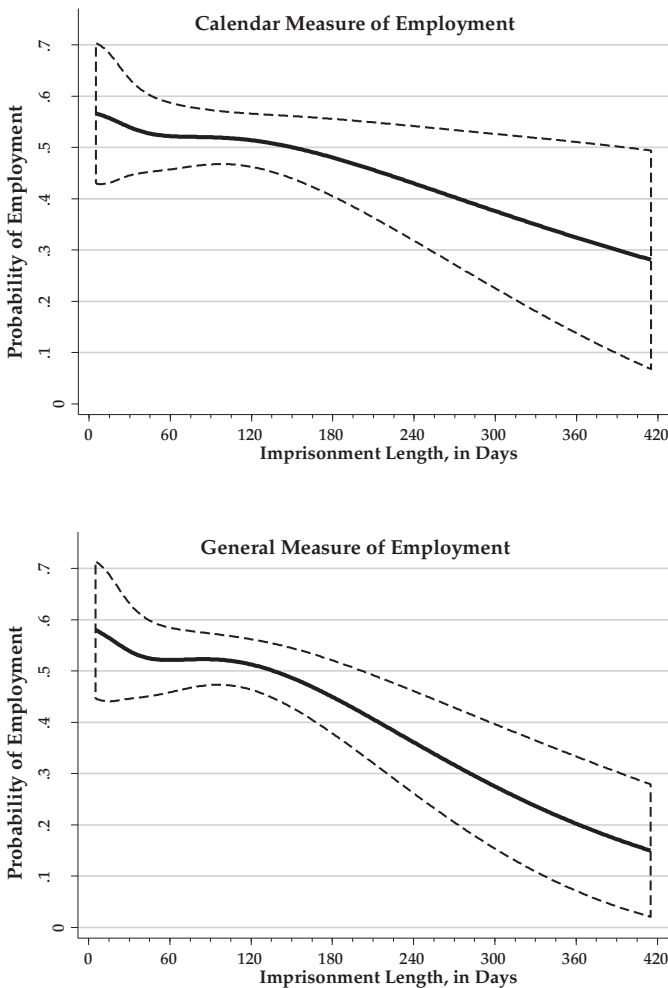 Calendar Measure of Employment
Probability of Employment
.7
.6
.5
.4
.3
.2
.1
0
0 60 120 180 240 300 360 420
Imprisonment Length, in Days
General Measure of Employment
Probability of Employment
.7
.6
.5
.4
.3
.2
.1
0
0 60 120 180 240 300 360 420
Imprisonment Length, in Days